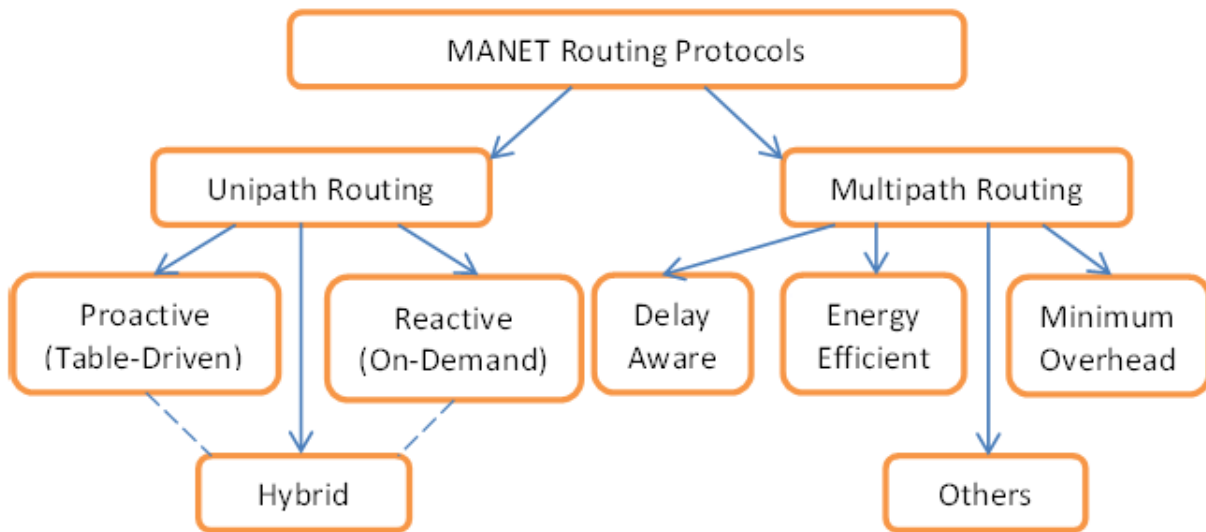 MANET Routing Protocols
Unipath Routing
Multipath Routing
Proactive
(Table-Driven)
Reactive
(On-Demand)
Delay
Aware
Energy
Efficient
Minimum
Overhead
Hybrid
Others